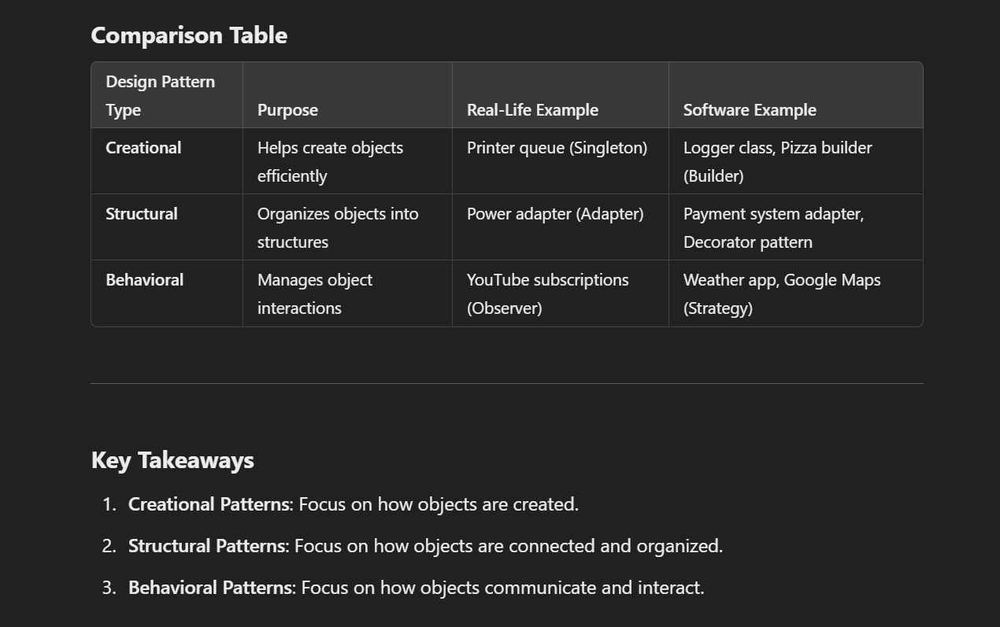 Comparison Table
Design Pattern
Type
Purpose
Real-Life Example
Software Example
Creational
Helps create objects
efficiently
Printer queue (Singleton)
Logger class, Pizza builder
(Builder)
Structural
Organizes objects into
structures
Power adapter (Adapter)
Payment system adapter,
Decorator pattern
Behavioral
Manages object
interactions
YouTube subscriptions
(Observer)
Weather app, Google Maps
(Strategy)
Key Takeaways
1. Creational Patterns: Focus on how objects are created.
2. Structural Patterns: Focus on how objects are connected and organized.
3. Behavioral Patterns: Focus on how objects communicate and interact.